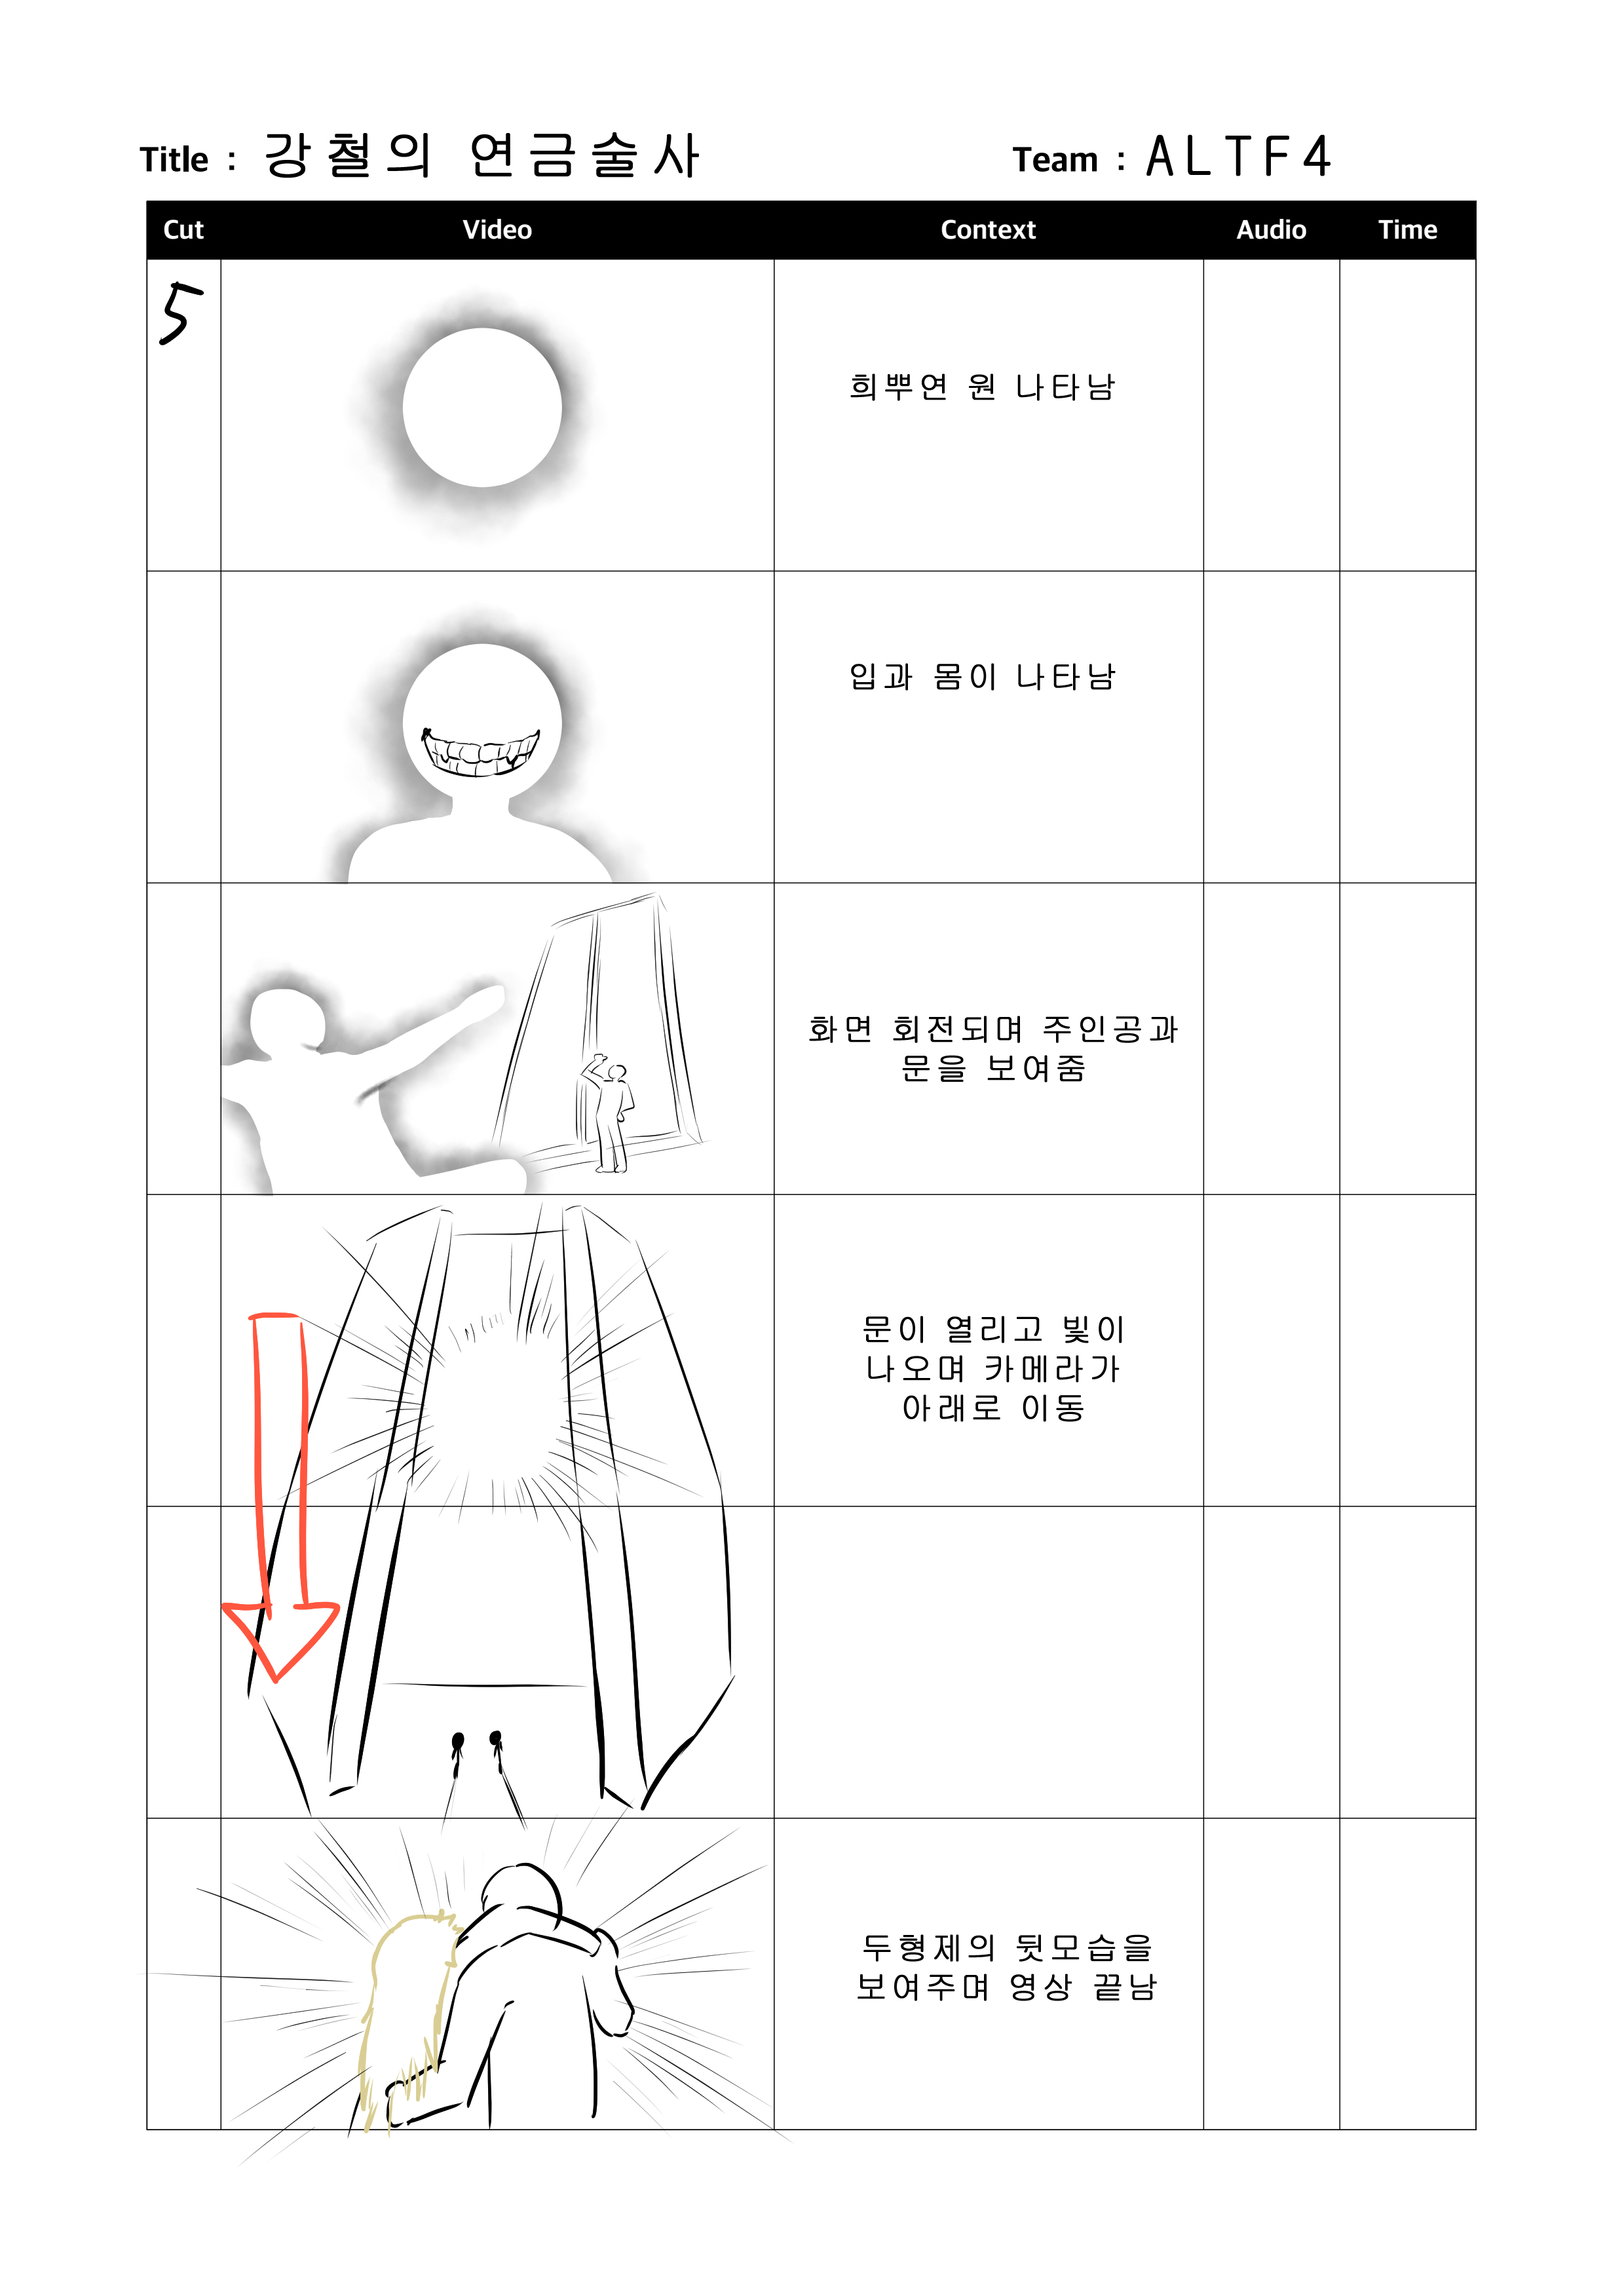 Title : 강철의 연금술사
Team : ALTF4
Cut Video Context Audio Time
5
희뿌연 원 나타남
입과 몸이 나타남
화면 회전되며 주인공과
문을 보여줌
문이 열리고 빛이
나오며 카메라가
아래로 이동
두형제의 뒷모습을
보여주며 영상 끝남